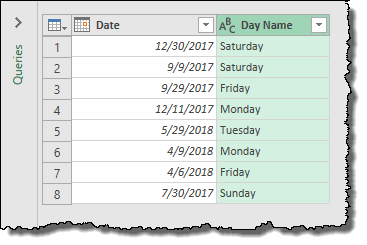 Queries
Date ABC Day Name
1 12/30/2017 Saturday
2 9/9/2017 Saturday
3 9/29/2017 Friday
4 12/11/2017 Monday
5 5/29/2018 Tuesday
6 4/9/2018 Monday
7 4/6/2018 Friday
8 7/30/2017 Sunday